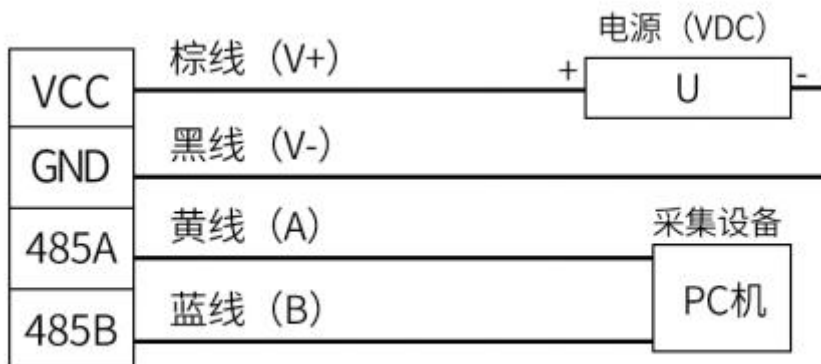 电源（VDC）
VCC 棕线（V+） + U -
GND 黑线（V-）
采集设备
485A 黄线（A）
PC机
485B 蓝线（B）